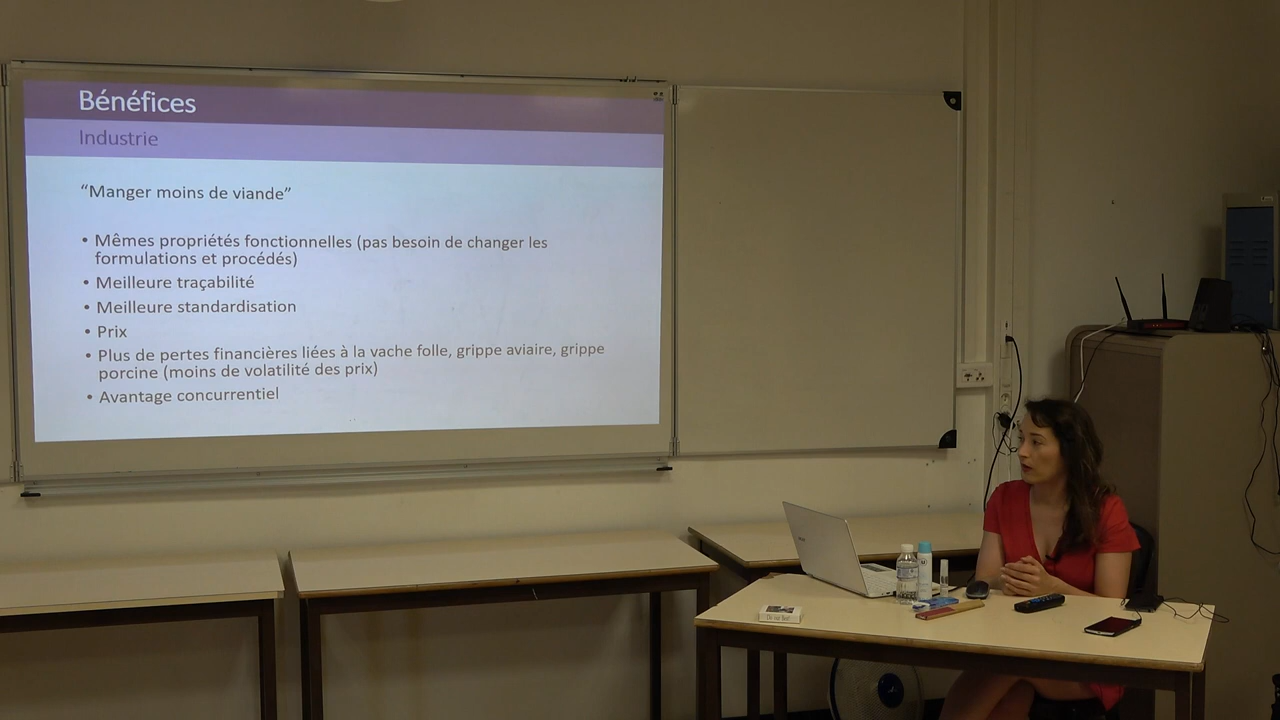 Bénéfices
Industrie
“Manger moins de viande”
• Mêmes propriétés fonctionnelles (pas besoin de changer les
formulations et procédés)
• Meilleure traçabilité
• Meilleure standardisation
• Prix
• Plus de pertes financières liées à la vache folle, grippe aviaire, grippe
porcine (moins de volatilité des prix)
• Avantage concurrentiel